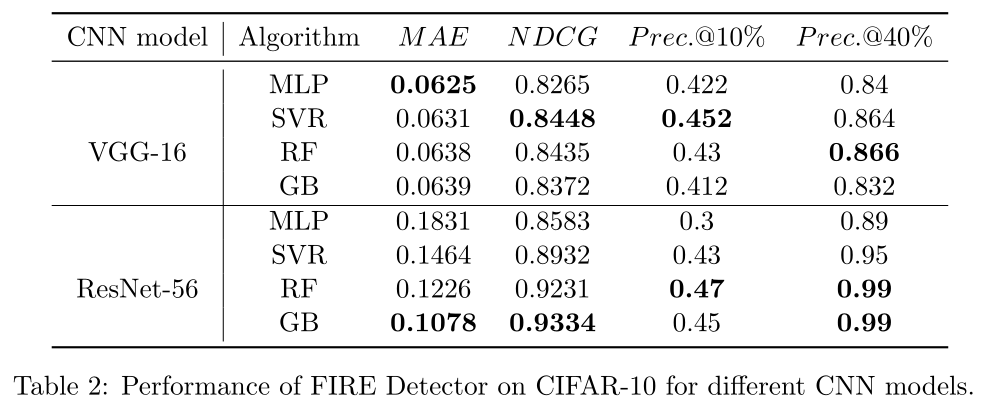 CNN model Algorithm MAE NDCG Prec.@10% Prec.@40%
MLP 0.0625 0.8265 0.422 0.84
SVR 0.0631 0.8448 0.452 0.864
VGG-16 RF 0.0638 0.8435 0.43 0.866
GB 0.0639 0.8372 0.412 0.832
MLP 0.1831 0.8583 0.3 0.89
SVR 0.1464 0.8932 0.43 0.95
ResNet-56 RF 0.1226 0.9231 0.47 0.99
GB 0.1078 0.9334 0.45 0.99
Table 2: Performance of FIRE Detector on CIFAR-10 for different CNN models.